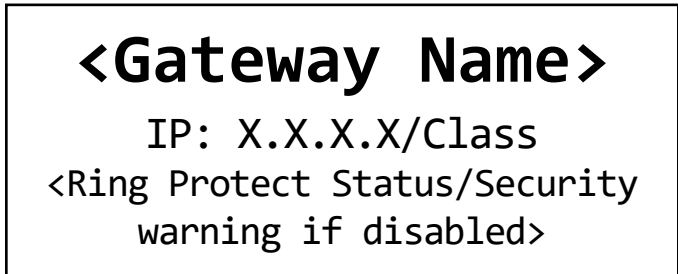 <Gateway Name>
IP: X.X.X.X/Class
<Ring Protect Status/Security
warning if disabled>